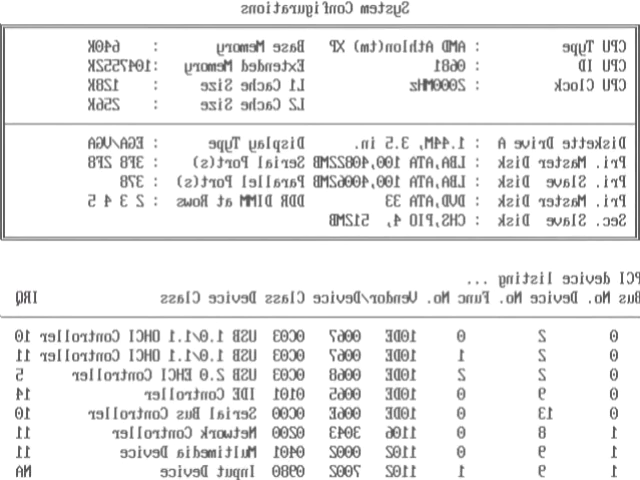 System Configurations
CPU Type : AMD Athlon(tm) XP Base Memory : 640K
CPU ID : 0681 Extended Memory : 1047552K
CPU Clock : 2000MHz L1 Cache Size : 128K
L2 Cache Size : 256K
Diskette Drive A : 1.44M, 3.5 in. Display Type : EGA/VGA
Pri. Master Disk : LBA,ATA 100,40822MB Serial Port(s) : 3F8 2F8
Pri. Slave Disk : LBA,ATA 100,40062MB Parallel Port(s) : 378
Pri. Master Disk : DVD,ATA 33 DDR DIMM at Rows : 2 3 4 5
Sec. Slave Disk : CHS,PIO 4, 512MB
PCI device listing ...
Bus No. Device No. Func No. Vendor/Device Class Device Class IRQ
0 2 0 10DE 0067 0C03 USB 1.0/1.1 OHCI Controller 10
0 2 1 10DE 0067 0C03 USB 1.0/1.1 OHCI Controller 11
0 2 2 10DE 0068 0C03 USB 2.0 EHCI Controller 5
0 9 0 10DE 0065 0101 IDE Controller 14
0 13 0 10DE 006E 0C00 Serial Bus Controller 10
1 8 0 1106 3043 0200 Network Controller 11
1 9 0 1102 0002 0401 Multimedia Device 11
1 9 1 1102 7002 0980 Input Device NA